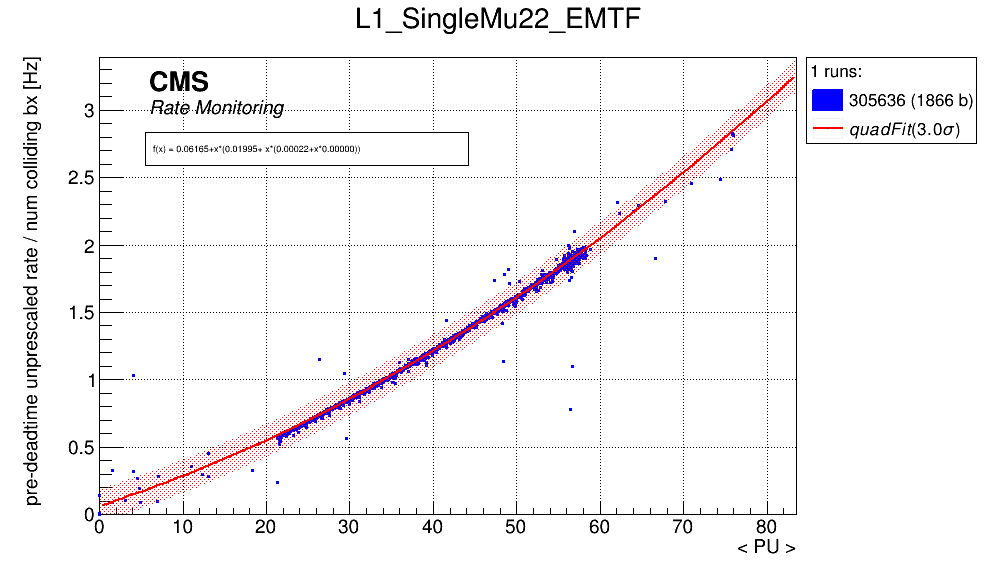 L1_SingleMu22_EMTF
pre-deadtime unprescaled rate / num colliding bx [Hz]
CMS
Rate Monitoring
f(x) = 0.06165+x*(0.01995+ x*(0.00022+x*0.00000))
3
2.5
2
1.5
1
0.5
0
0 10 20 30 40 50 60 70 80
< PU >
1 runs:
305636 (1866 b)
quadFit(3.0σ)